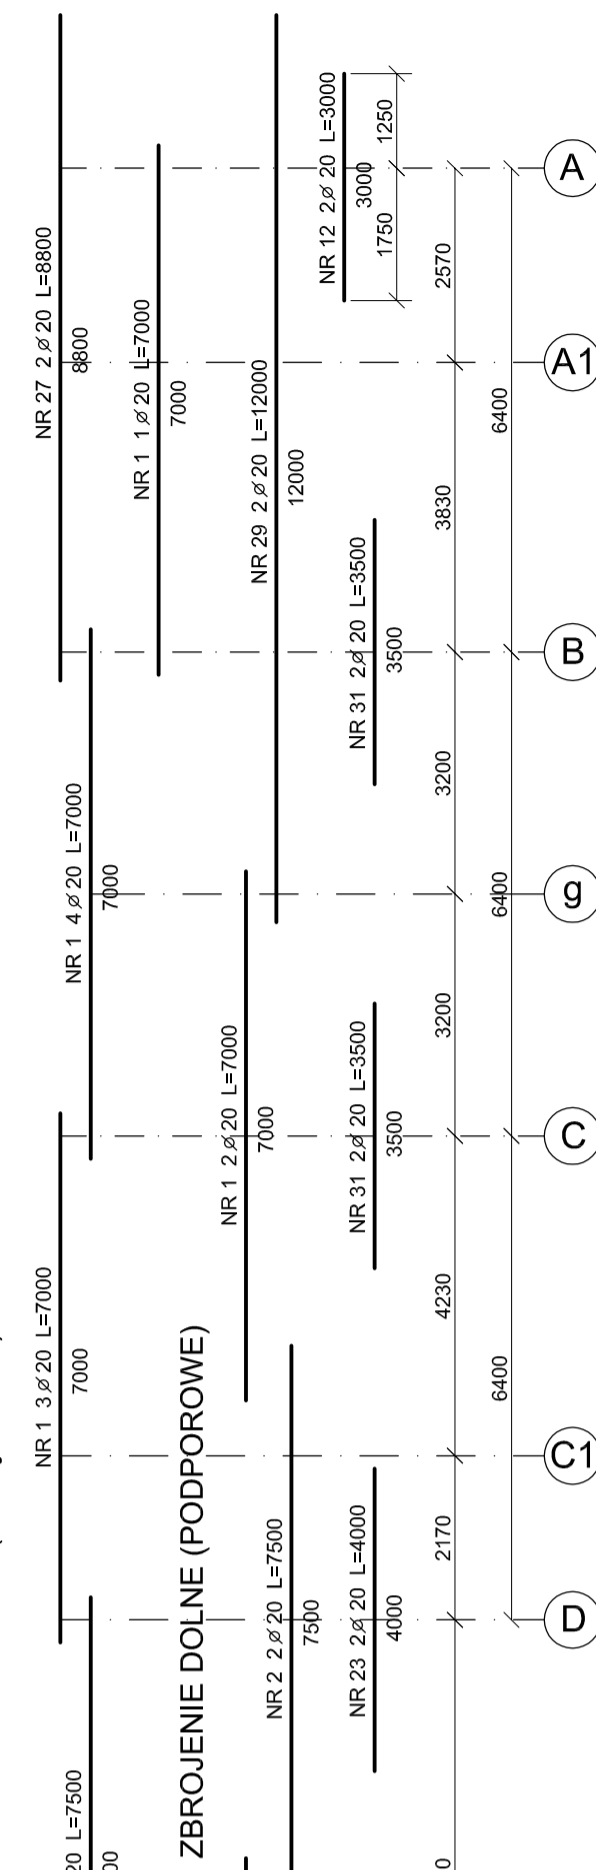 NR 27 2⌀20 L=8800
8800
NR 1 1⌀20 L=7000
7000
NR 1 4⌀20 L=7000
7000
NR 1 3⌀20 L=7000
7000
20 L=7500
ZBROJENIE DOLNE (PODPOROWE)
NR 29 2⌀20 L=12000
12000
NR 1 2⌀20 L=7000
7000
NR 2 2⌀20 L=7500
7500
NR 12 2⌀20 L=3000
3000
1750
1250
NR 31 2⌀20 L=3500
3500
NR 31 2⌀20 L=3500
3500
NR 23 2⌀20 L=4000
4000
2570
3830
3200
3200
4230
2170
6400
6400
6400
A
A1
B
g
C
C1
D